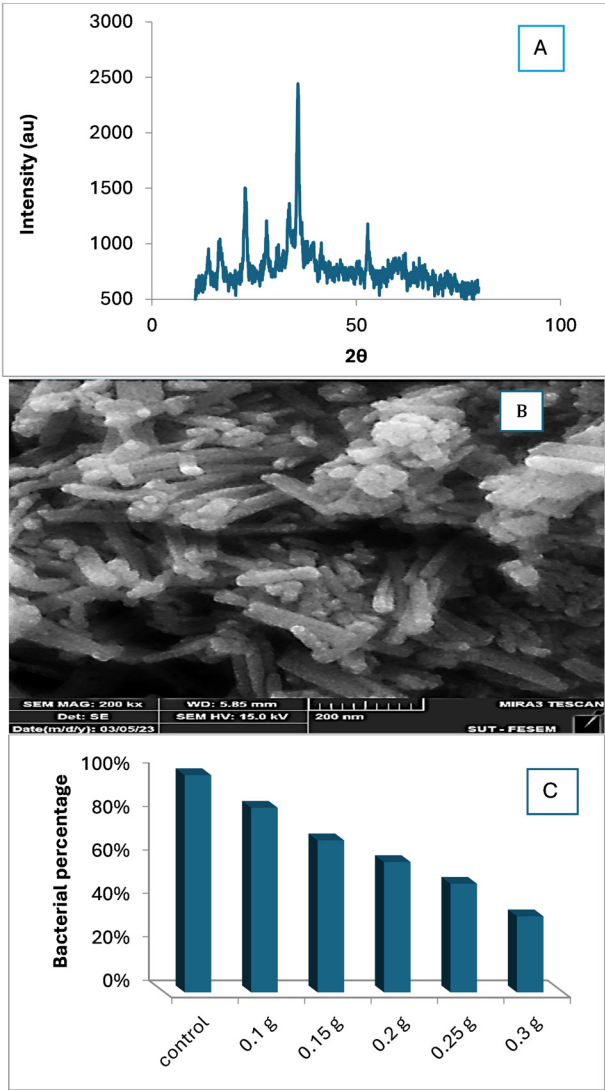 A
3000
2500
2000
1500
1000
500
Intensity (au)
0
50
100
2θ
B
SEM MAG: 200 kx
WD: 5.85 mm
MIRA3 TESCAN
Det: SE
SEM HV: 15.0 kV
200 nm
Date(m/d/y): 03/05/23
SUT - FESEM
C
100%
80%
60%
40%
20%
0%
Bacterial percentage
control
0.1 g
0.15 g
0.2 g
0.25 g
0.3 g